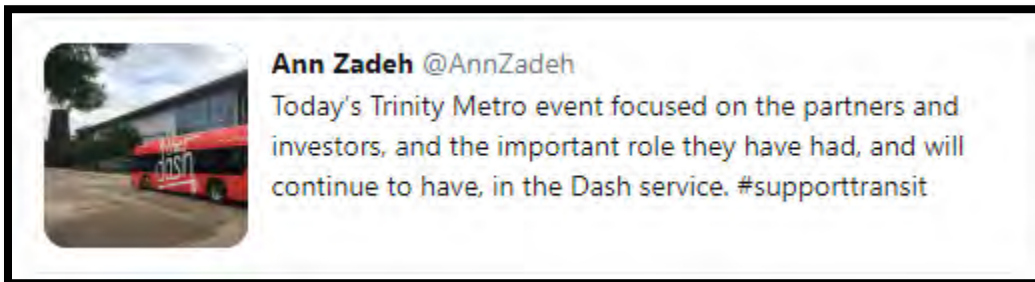 Ann Zadeh @AnnZadeh
Today's Trinity Metro event focused on the partners and
investors, and the important role they have had, and will
continue to have, in the Dash service. #supporttransit
dash